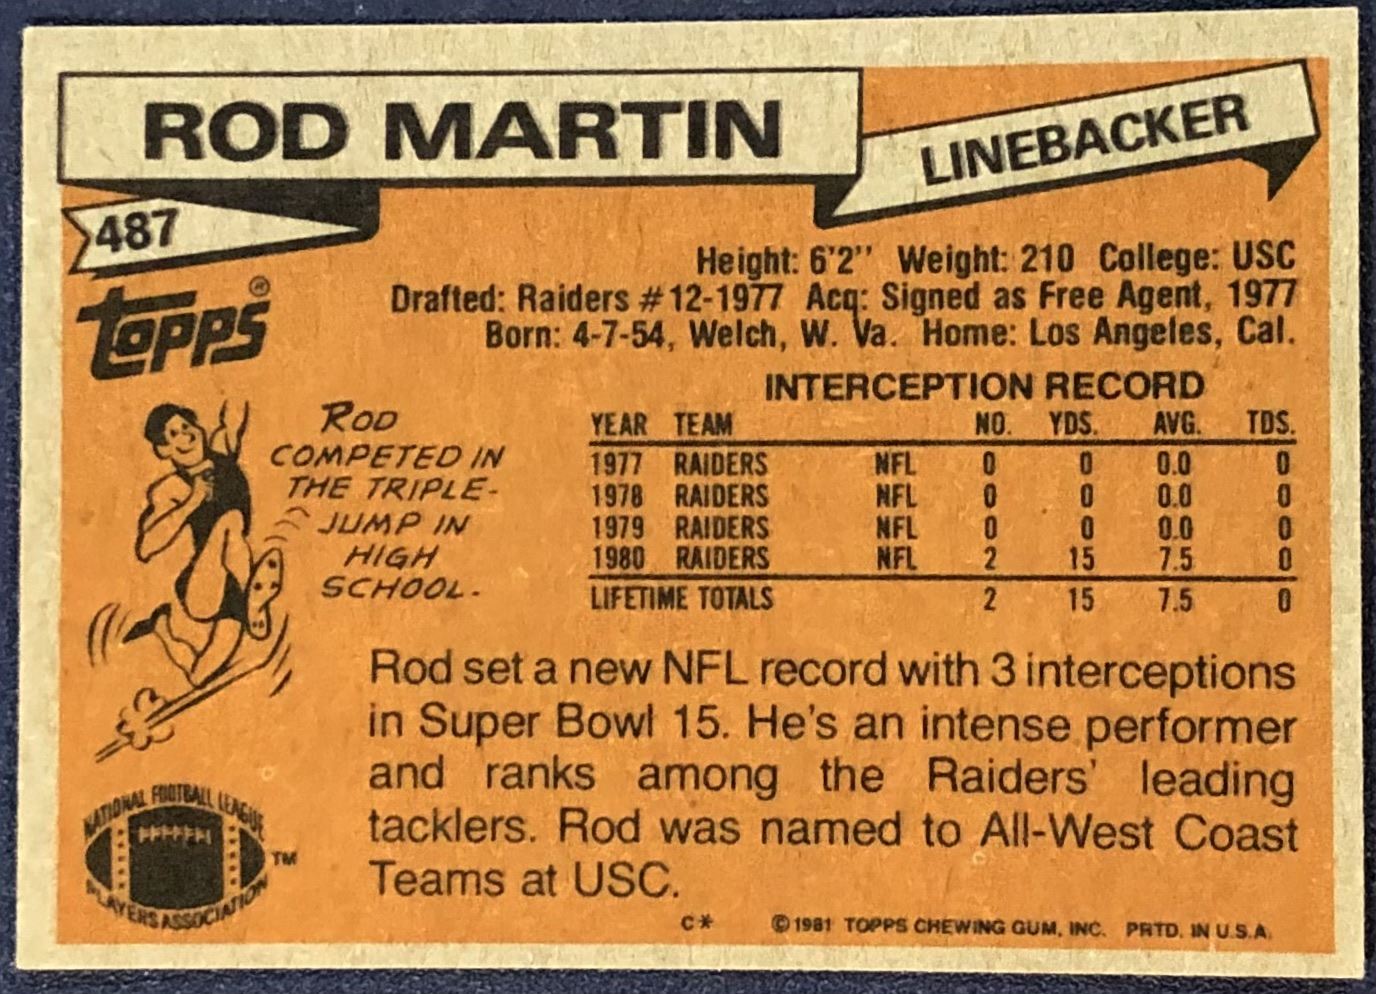 ROD MARTIN
LINEBACKER
487
Topps®
Height: 6'2'' Weight: 210 College: USC
Drafted: Raiders #12-1977 Acq: Signed as Free Agent, 1977
Born: 4-7-54, Welch, W. Va. Home: Los Angeles, Cal.
ROD
COMPETED IN
THE TRIPLE-
JUMP IN
HIGH
SCHOOL.
INTERCEPTION RECORD
YEAR TEAM NO. YDS. AVG. TDS.
1977 RAIDERS NFL 0 0 0.0 0
1978 RAIDERS NFL 0 0 0.0 0
1979 RAIDERS NFL 0 0 0.0 0
1980 RAIDERS NFL 2 15 7.5 0
LIFETIME TOTALS 2 15 7.5 0
Rod set a new NFL record with 3 interceptions
in Super Bowl 15. He's an intense performer
and ranks among the Raiders' leading
tacklers. Rod was named to All-West Coast
Teams at USC.
NATIONAL FOOTBALL LEAGUE
PLAYERS ASSOCIATION
TM
C* ©1981 TOPPS CHEWING GUM, INC. PRTD. IN U.S.A.